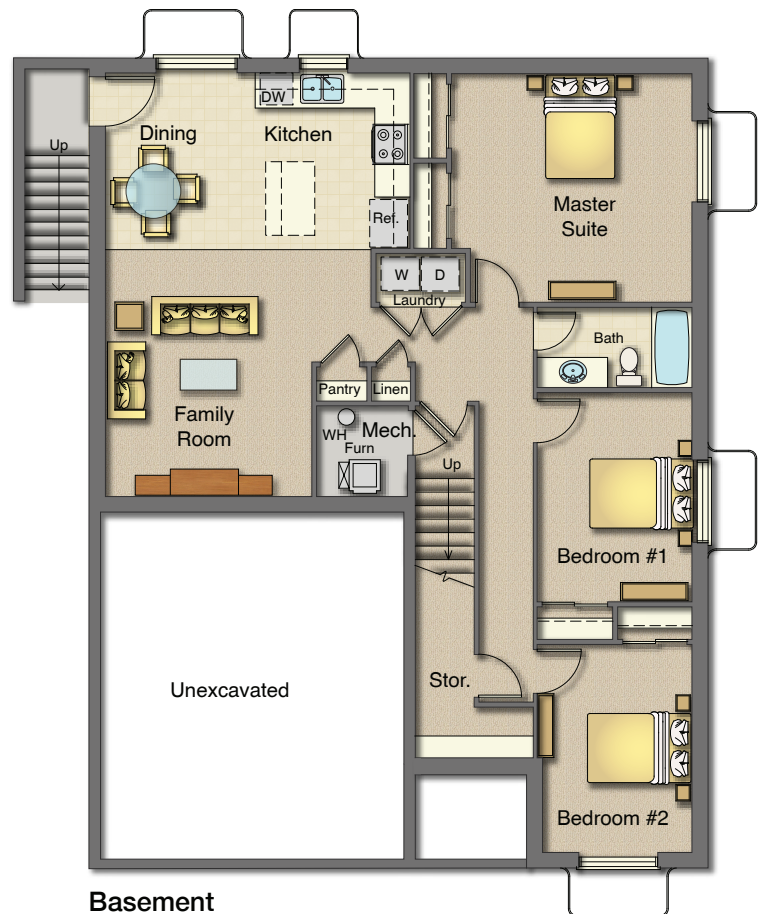 DW
Up
Dining
Kitchen
Ref.
Master
Suite
W
D
Laundry
Bath
Pantry
Linen
Family
Room
WH
Mech.
Furn
Up
Bedroom #1
Stor.
Unexcavated
Bedroom #2
Basement